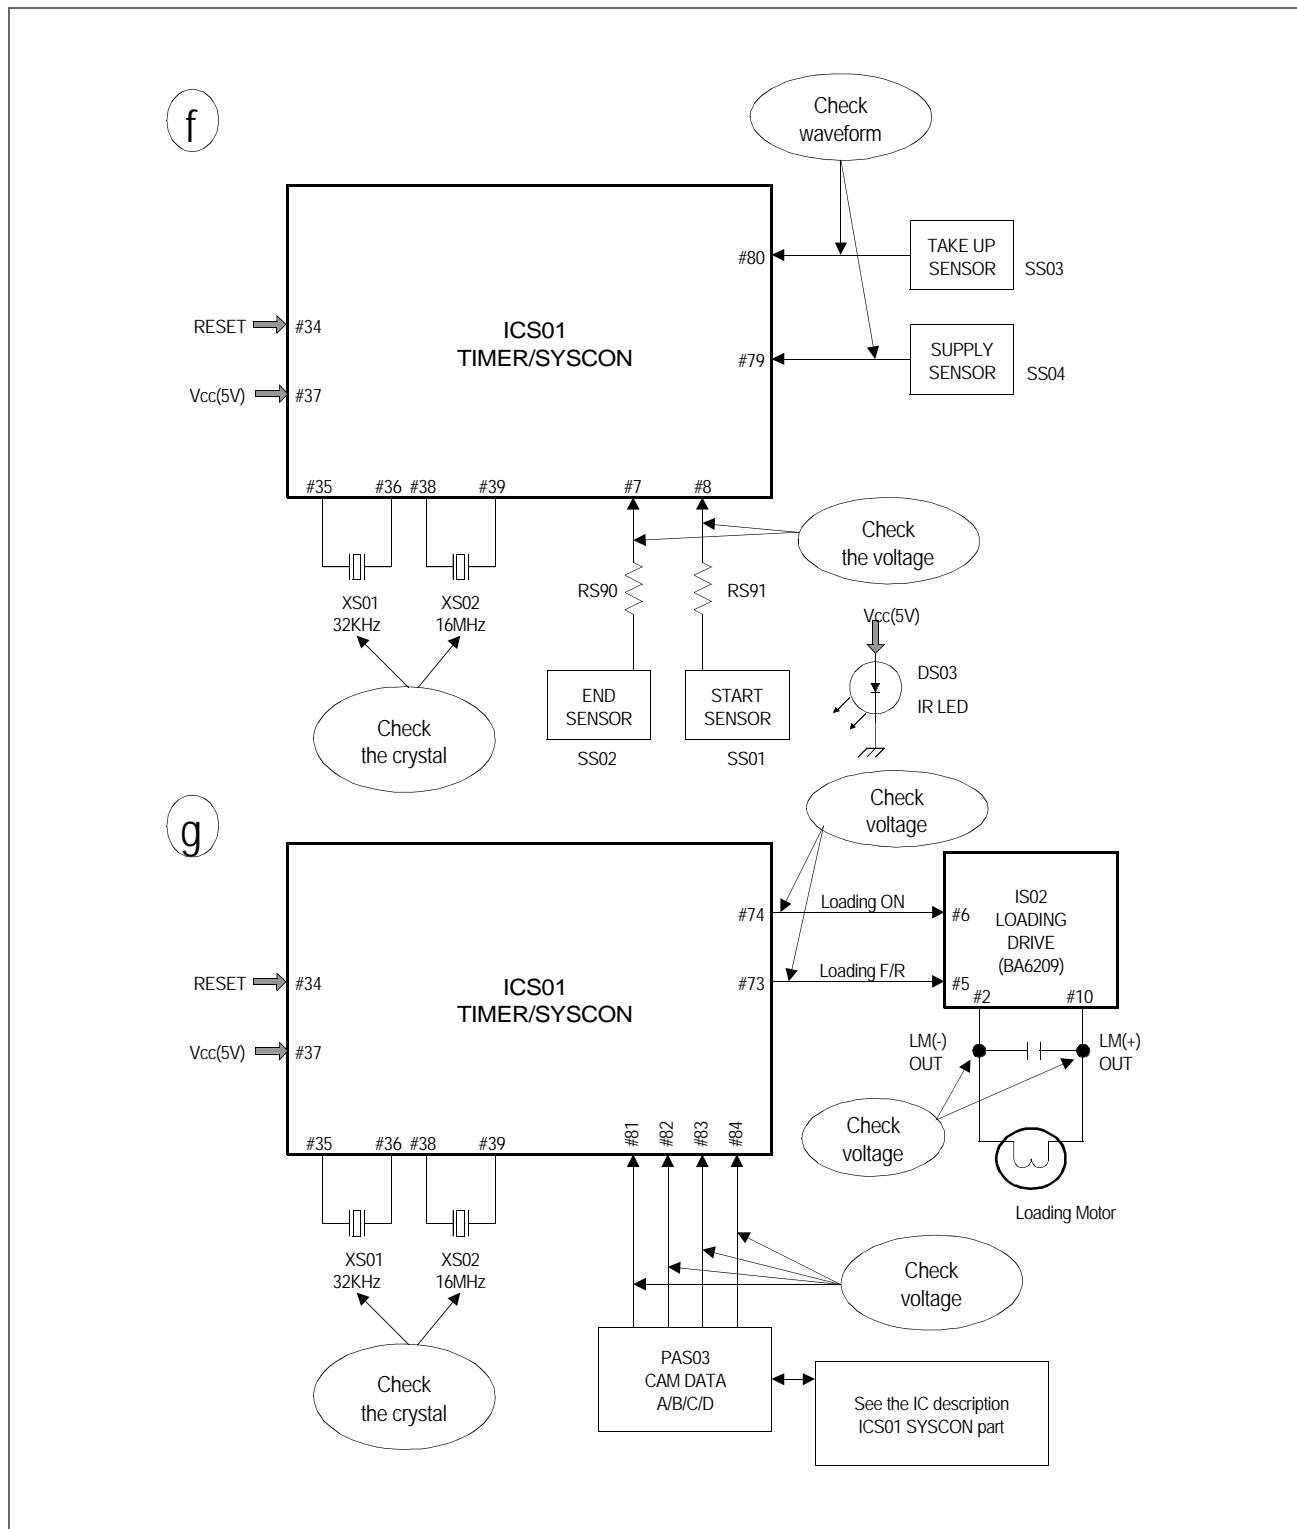 f
Check
waveform
#80
TAKE UP
SENSOR
SS03
RESET
#34
ICS01
TIMER/SYSCON
#79
SUPPLY
SENSOR
SS04
Vcc(5V)
#37
#35
#36
#38
#39
#7
#8
Check
the voltage
RS90
RS91
XS01
32KHz
XS02
16MHz
Vcc(5V)
DS03
IR LED
END
SENSOR
START
SENSOR
Check
the crystal
SS02
SS01
g
Check
voltage
#74
Loading ON
#6
IS02
LOADING
DRIVE
(BA6209)
RESET
#34
ICS01
TIMER/SYSCON
#73
Loading F/R
#5
#2
#10
Vcc(5V)
#37
LM(-)
OUT
LM(+)
OUT
#35
#36
#38
#39
#81
#82
#83
#84
Check
voltage
Loading Motor
XS01
32KHz
XS02
16MHz
Check
voltage
Check
the crystal
PAS03
CAM DATA
A/B/C/D
See the IC description
ICS01 SYSCON part